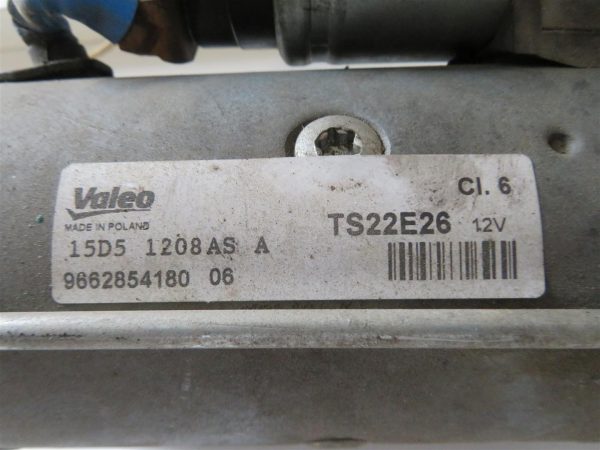 Valeo
MADE IN POLAND
Cl. 6
TS22E26 12V
15D5 1208AS A
9662854180 06